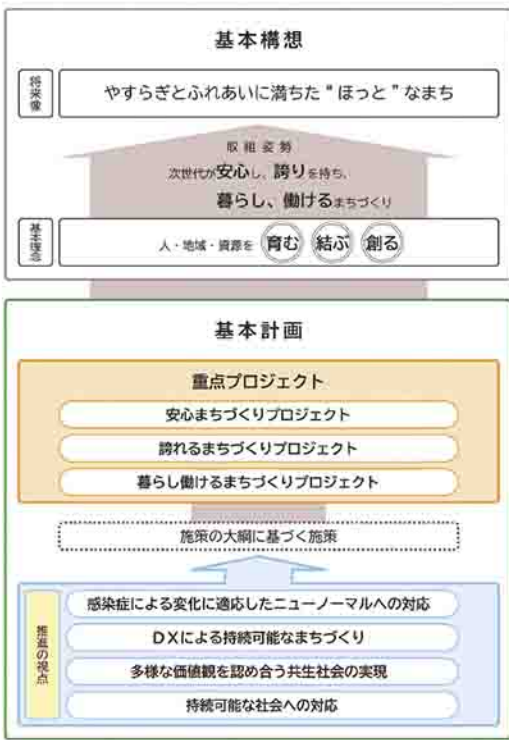 基本構想
将来像
やすらぎとふれあいに満ちた“ほっと”なまち
取組姿勢
次世代が安心し、誇りを持ち、
暮らし、働けるまちづくり
基本理念
人・地域・資源を 育む 結ぶ 創る
基本計画
重点プロジェクト
安心まちづくりプロジェクト
誇れるまちづくりプロジェクト
暮らし働けるまちづくりプロジェクト
施策の大綱に基づく施策
推進の視点
感染症による変化に適応したニューノーマルへの対応
DXによる持続可能なまちづくり
多様な価値観を認め合う共生社会の実現
持続可能な社会への対応